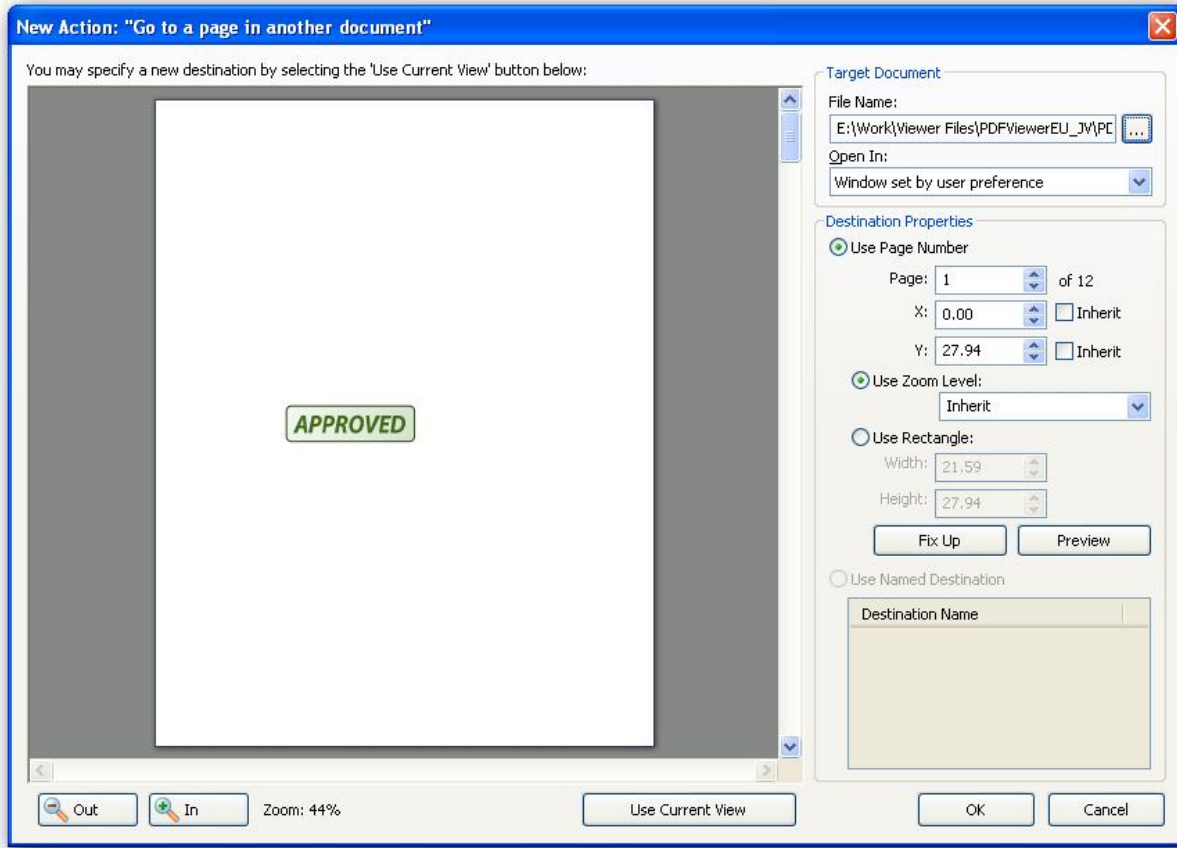 New Action: "Go to a page in another document"
You may specify a new destination by selecting the 'Use Current View' button below:
APPROVED
Out
In
Zoom: 44%
Use Current View
Target Document
File Name:
E:\Work\Viewer Files\PDFViewerEU_JV\PD
...
Open In:
Window set by user preference
Destination Properties
Use Page Number
Page: 1 of 12
X: 0.00 Inherit
Y: 27.94 Inherit
Use Zoom Level:
Inherit
Use Rectangle:
Width: 21.59
Height: 27.94
Fix Up Preview
Use Named Destination
Destination Name
OK Cancel